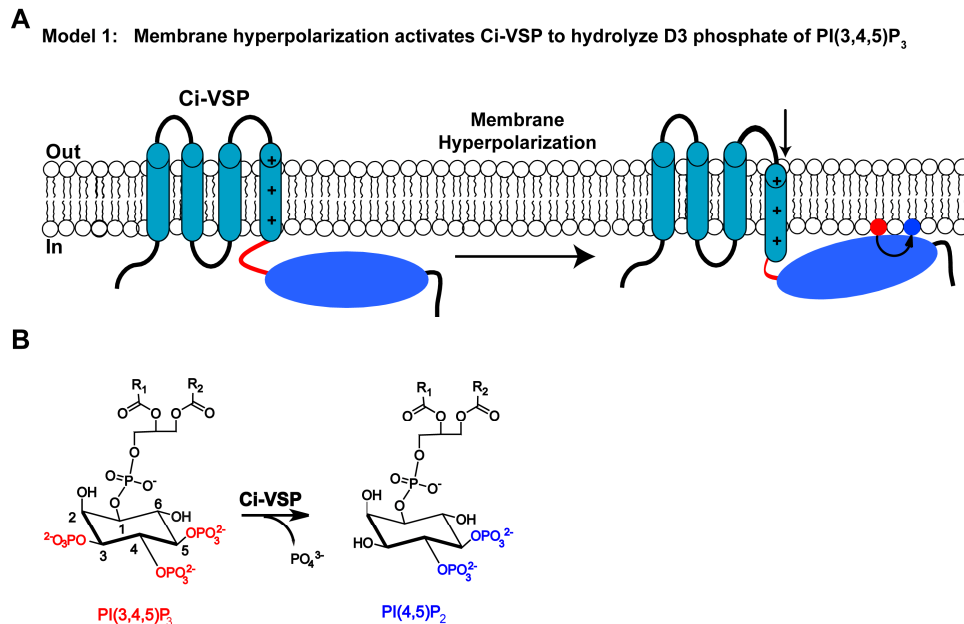 A
Model 1: Membrane hyperpolarization activates Ci-VSP to hydrolyze D3 phosphate of PI(3,4,5)P₃
Ci-VSP
Membrane
Hyperpolarization
Out
In
+
+
+
+
+
+
B
R₁ R₂
O O O O
O
O P O⁻
OH O
6 OH
2 1
²⁻O₃PO 3 4 5 OPO₃²⁻
OPO₃²⁻
PI(3,4,5)P₃
Ci-VSP
PO₄³⁻
R₁ R₂
O O O O
O
O P O⁻
OH O
OH
HO OPO₃²⁻
OPO₃²⁻
PI(4,5)P₂